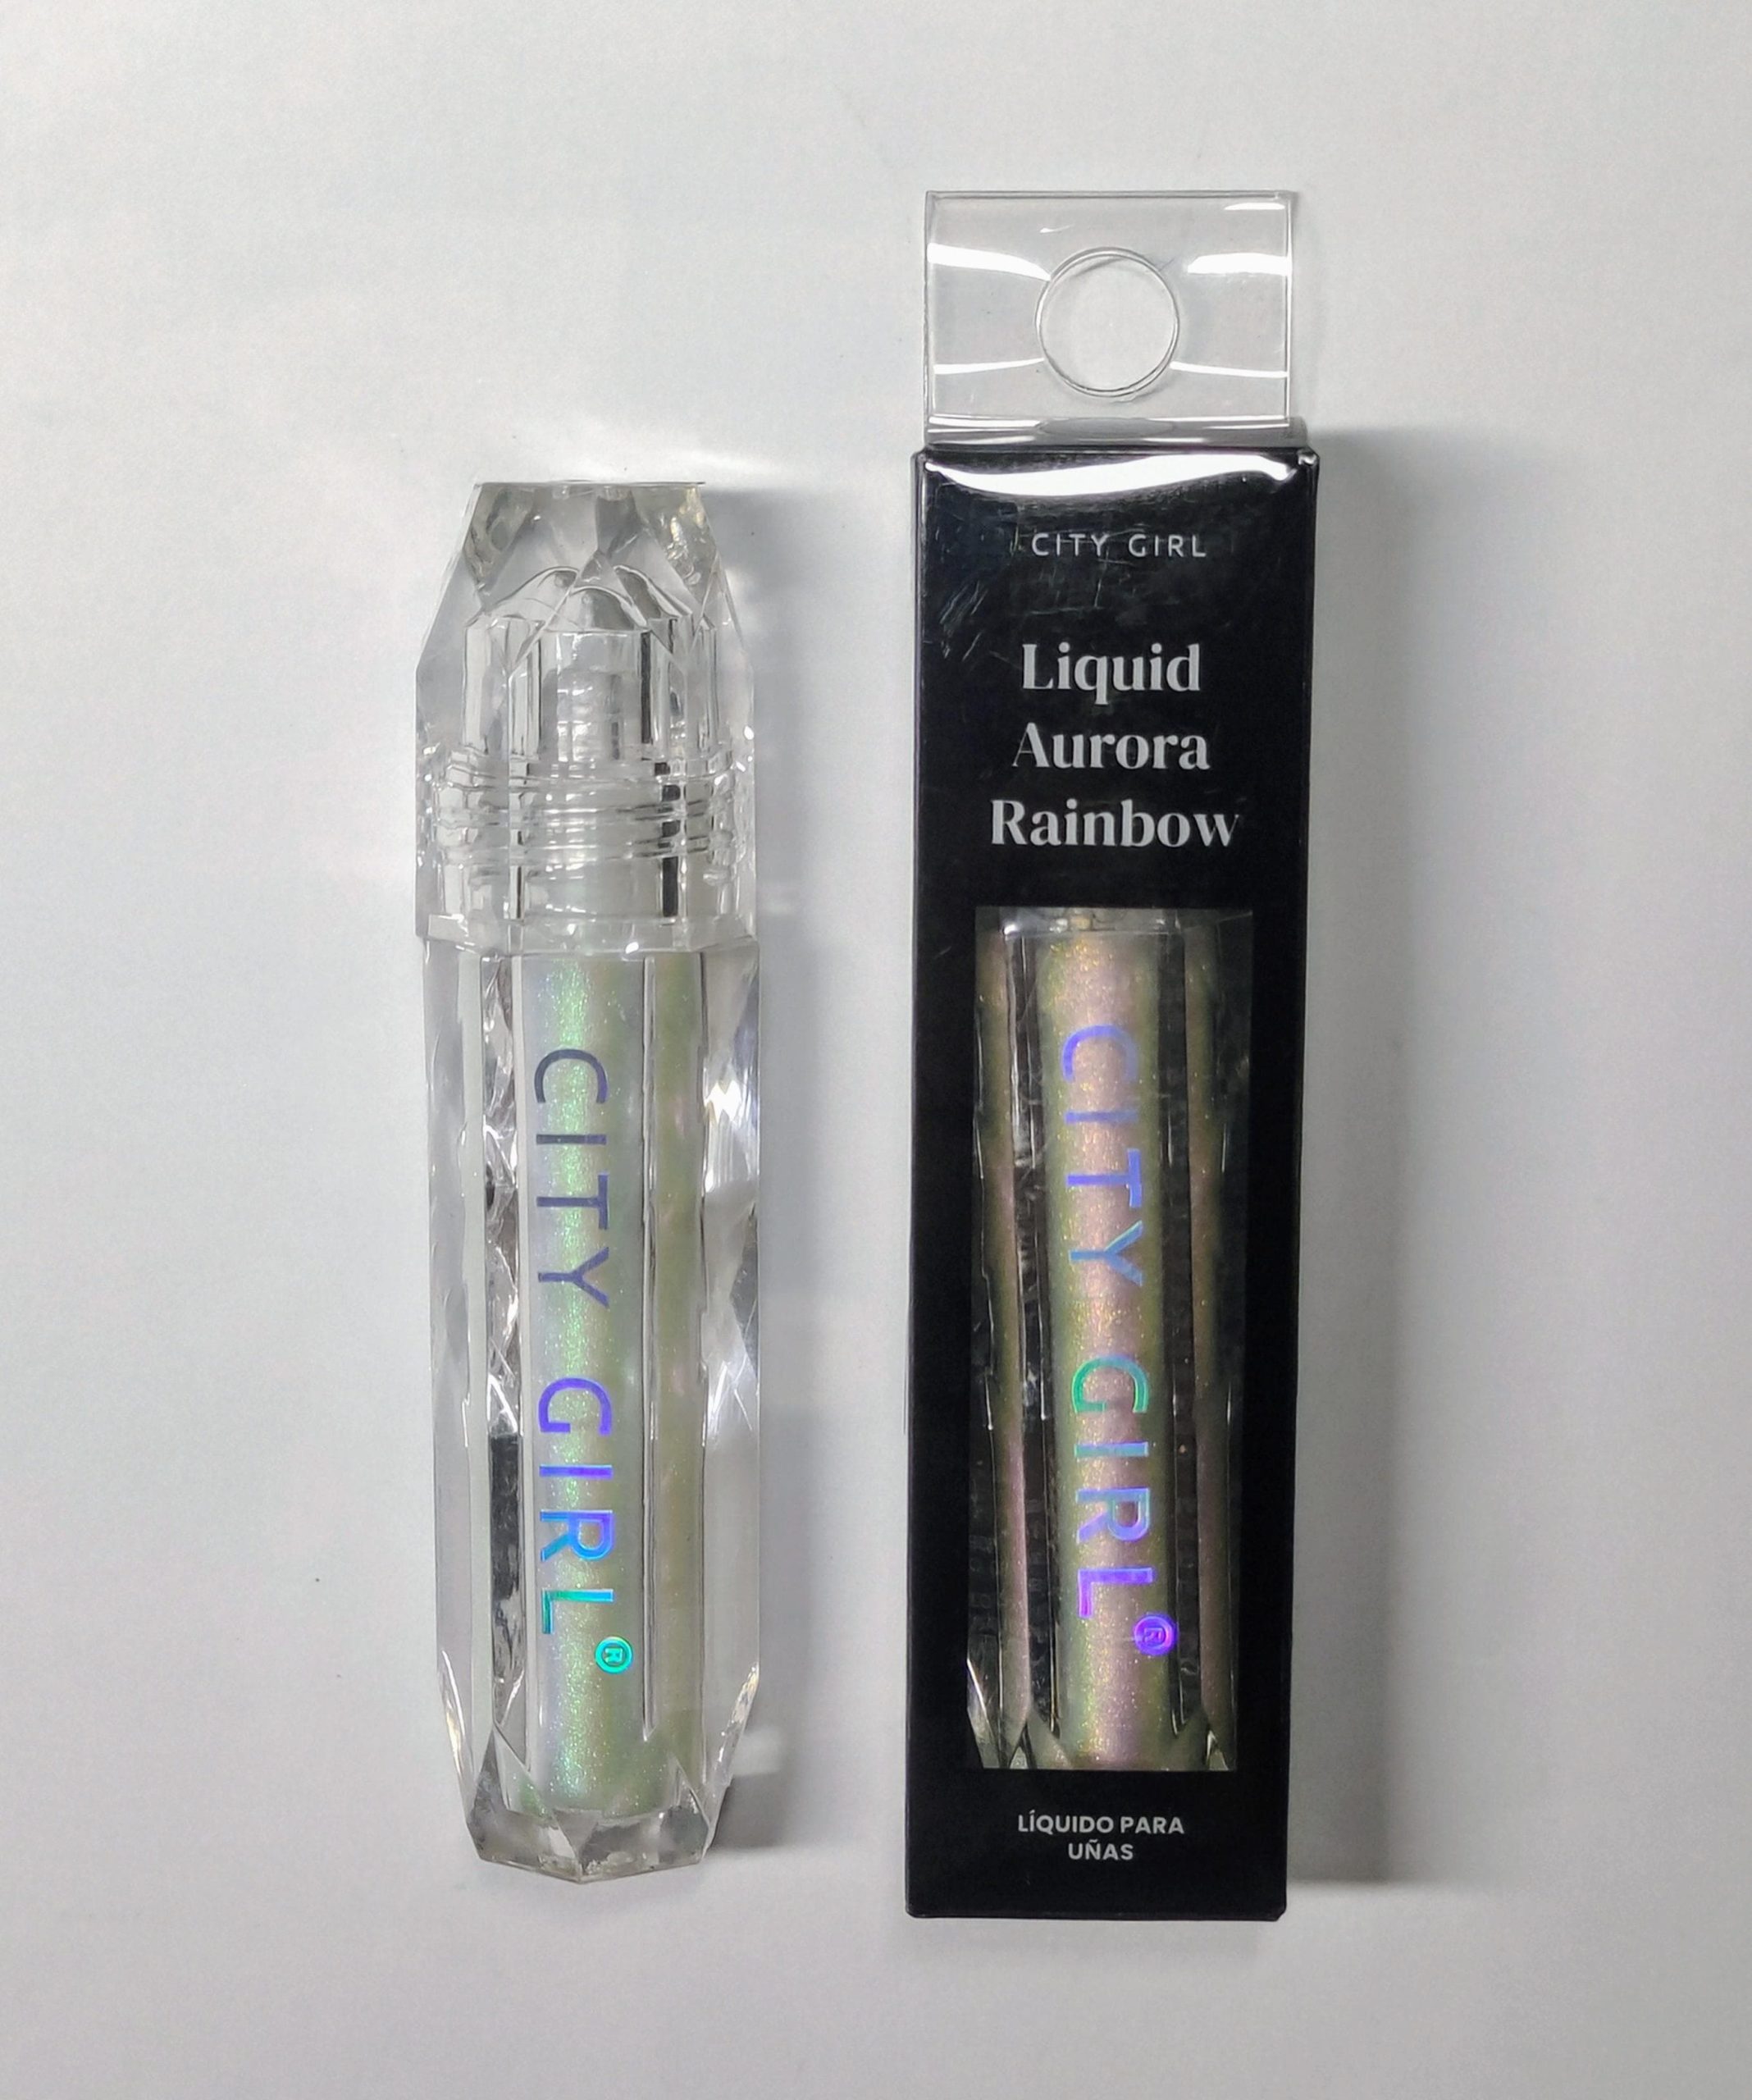 CITY GIRL®
CITY GIRL
Liquid
Aurora
Rainbow
CITY GIRL®
LÍQUIDO PARA
UÑAS